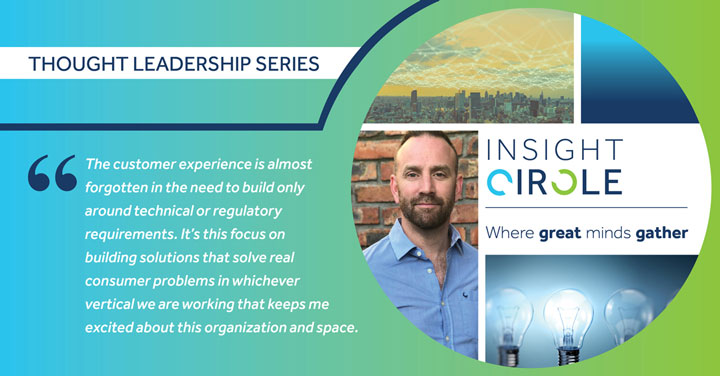 THOUGHT LEADERSHIP SERIES
“
The customer experience is almost
forgotten in the need to build only
around technical or regulatory
requirements. It's this focus on
building solutions that solve real
consumer problems in whichever
vertical we are working that keeps me
excited about this organization and space.
INSIGHT
CIRCLE
Where great minds gather